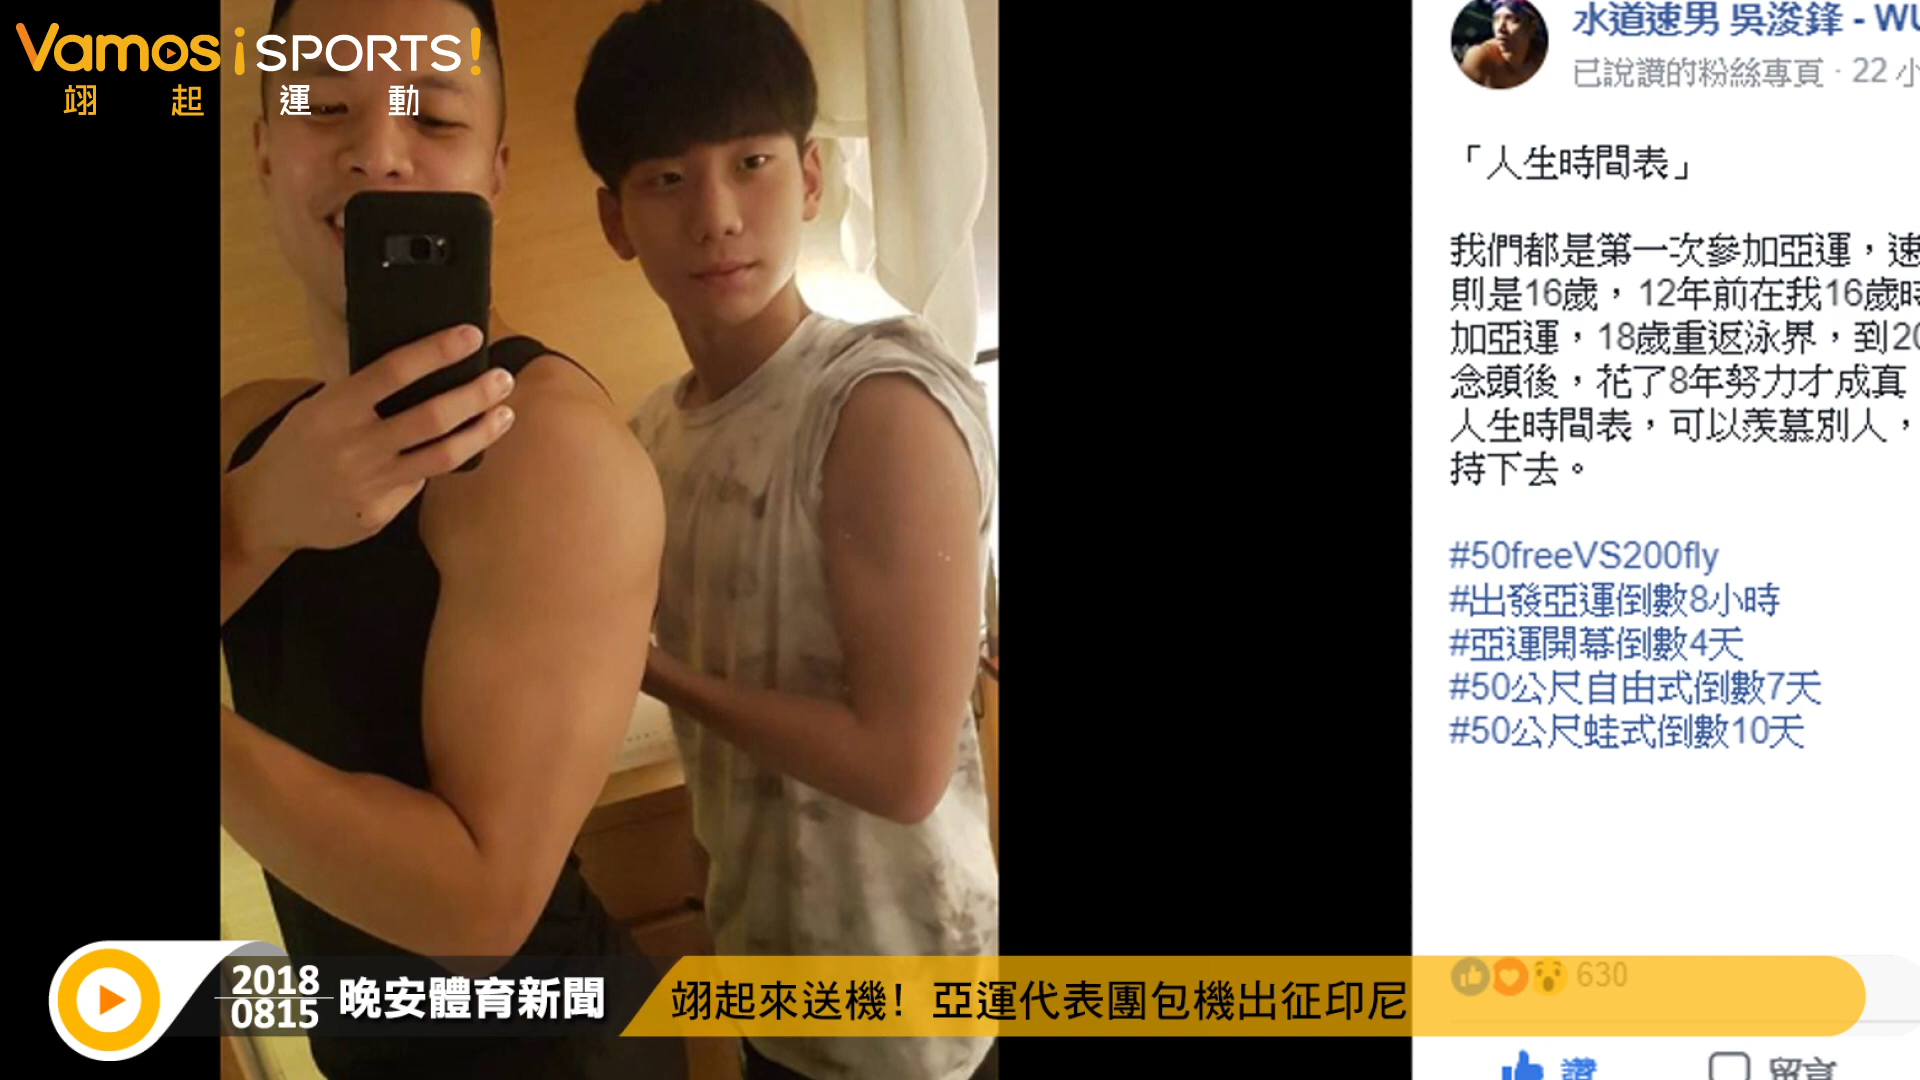 Vamos iSPORTS!
翊起運動
水道速男 吳浚鋒 - WU
已說讚的粉絲專頁 · 22 小
「人生時間表」
我們都是第一次參加亞運，速
則是16歲，12年前在我16歲時
加亞運，18歲重返泳界，到20
念頭後，花了8年努力才成真
人生時間表，可以羨慕別人，
持下去。
#50freeVS200fly
#出發亞運倒數8小時
#亞運開幕倒數4天
#50公尺自由式倒數7天
#50公尺蛙式倒數10天
630
2018
0815
晚安體育新聞
翊起來送機！亞運代表團包機出征印尼
讚 留言